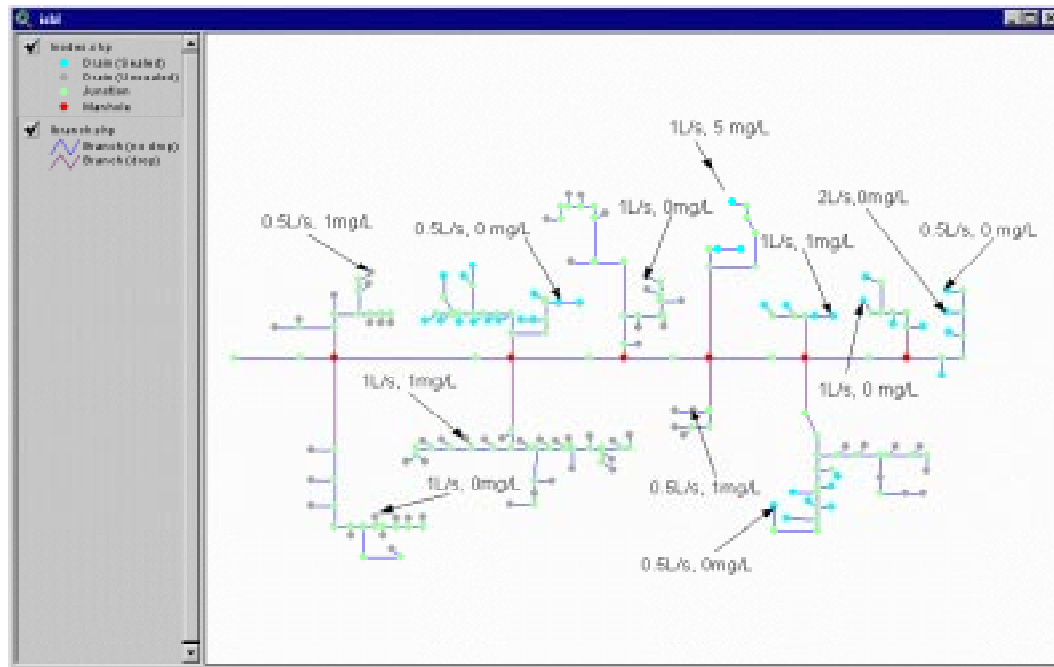 Drain (Sealed)
Drain (Unsealed)
Junction
Manhole
Branch (no drop)
Branch (drop)
1L/s, 5 mg/L
2L/s,0mg/L
1L/s, 0mg/L
0.5L/s, 1mg/L
0.5L/s, 0 mg/L
0.5L/s, 0 mg/L
1L/s, 1mg/L
1L/s, 1mg/L
1L/s, 0 mg/L
1L/s, 0mg/L
0.5L/s, 1mg/L
0.5L/s, 0mg/L